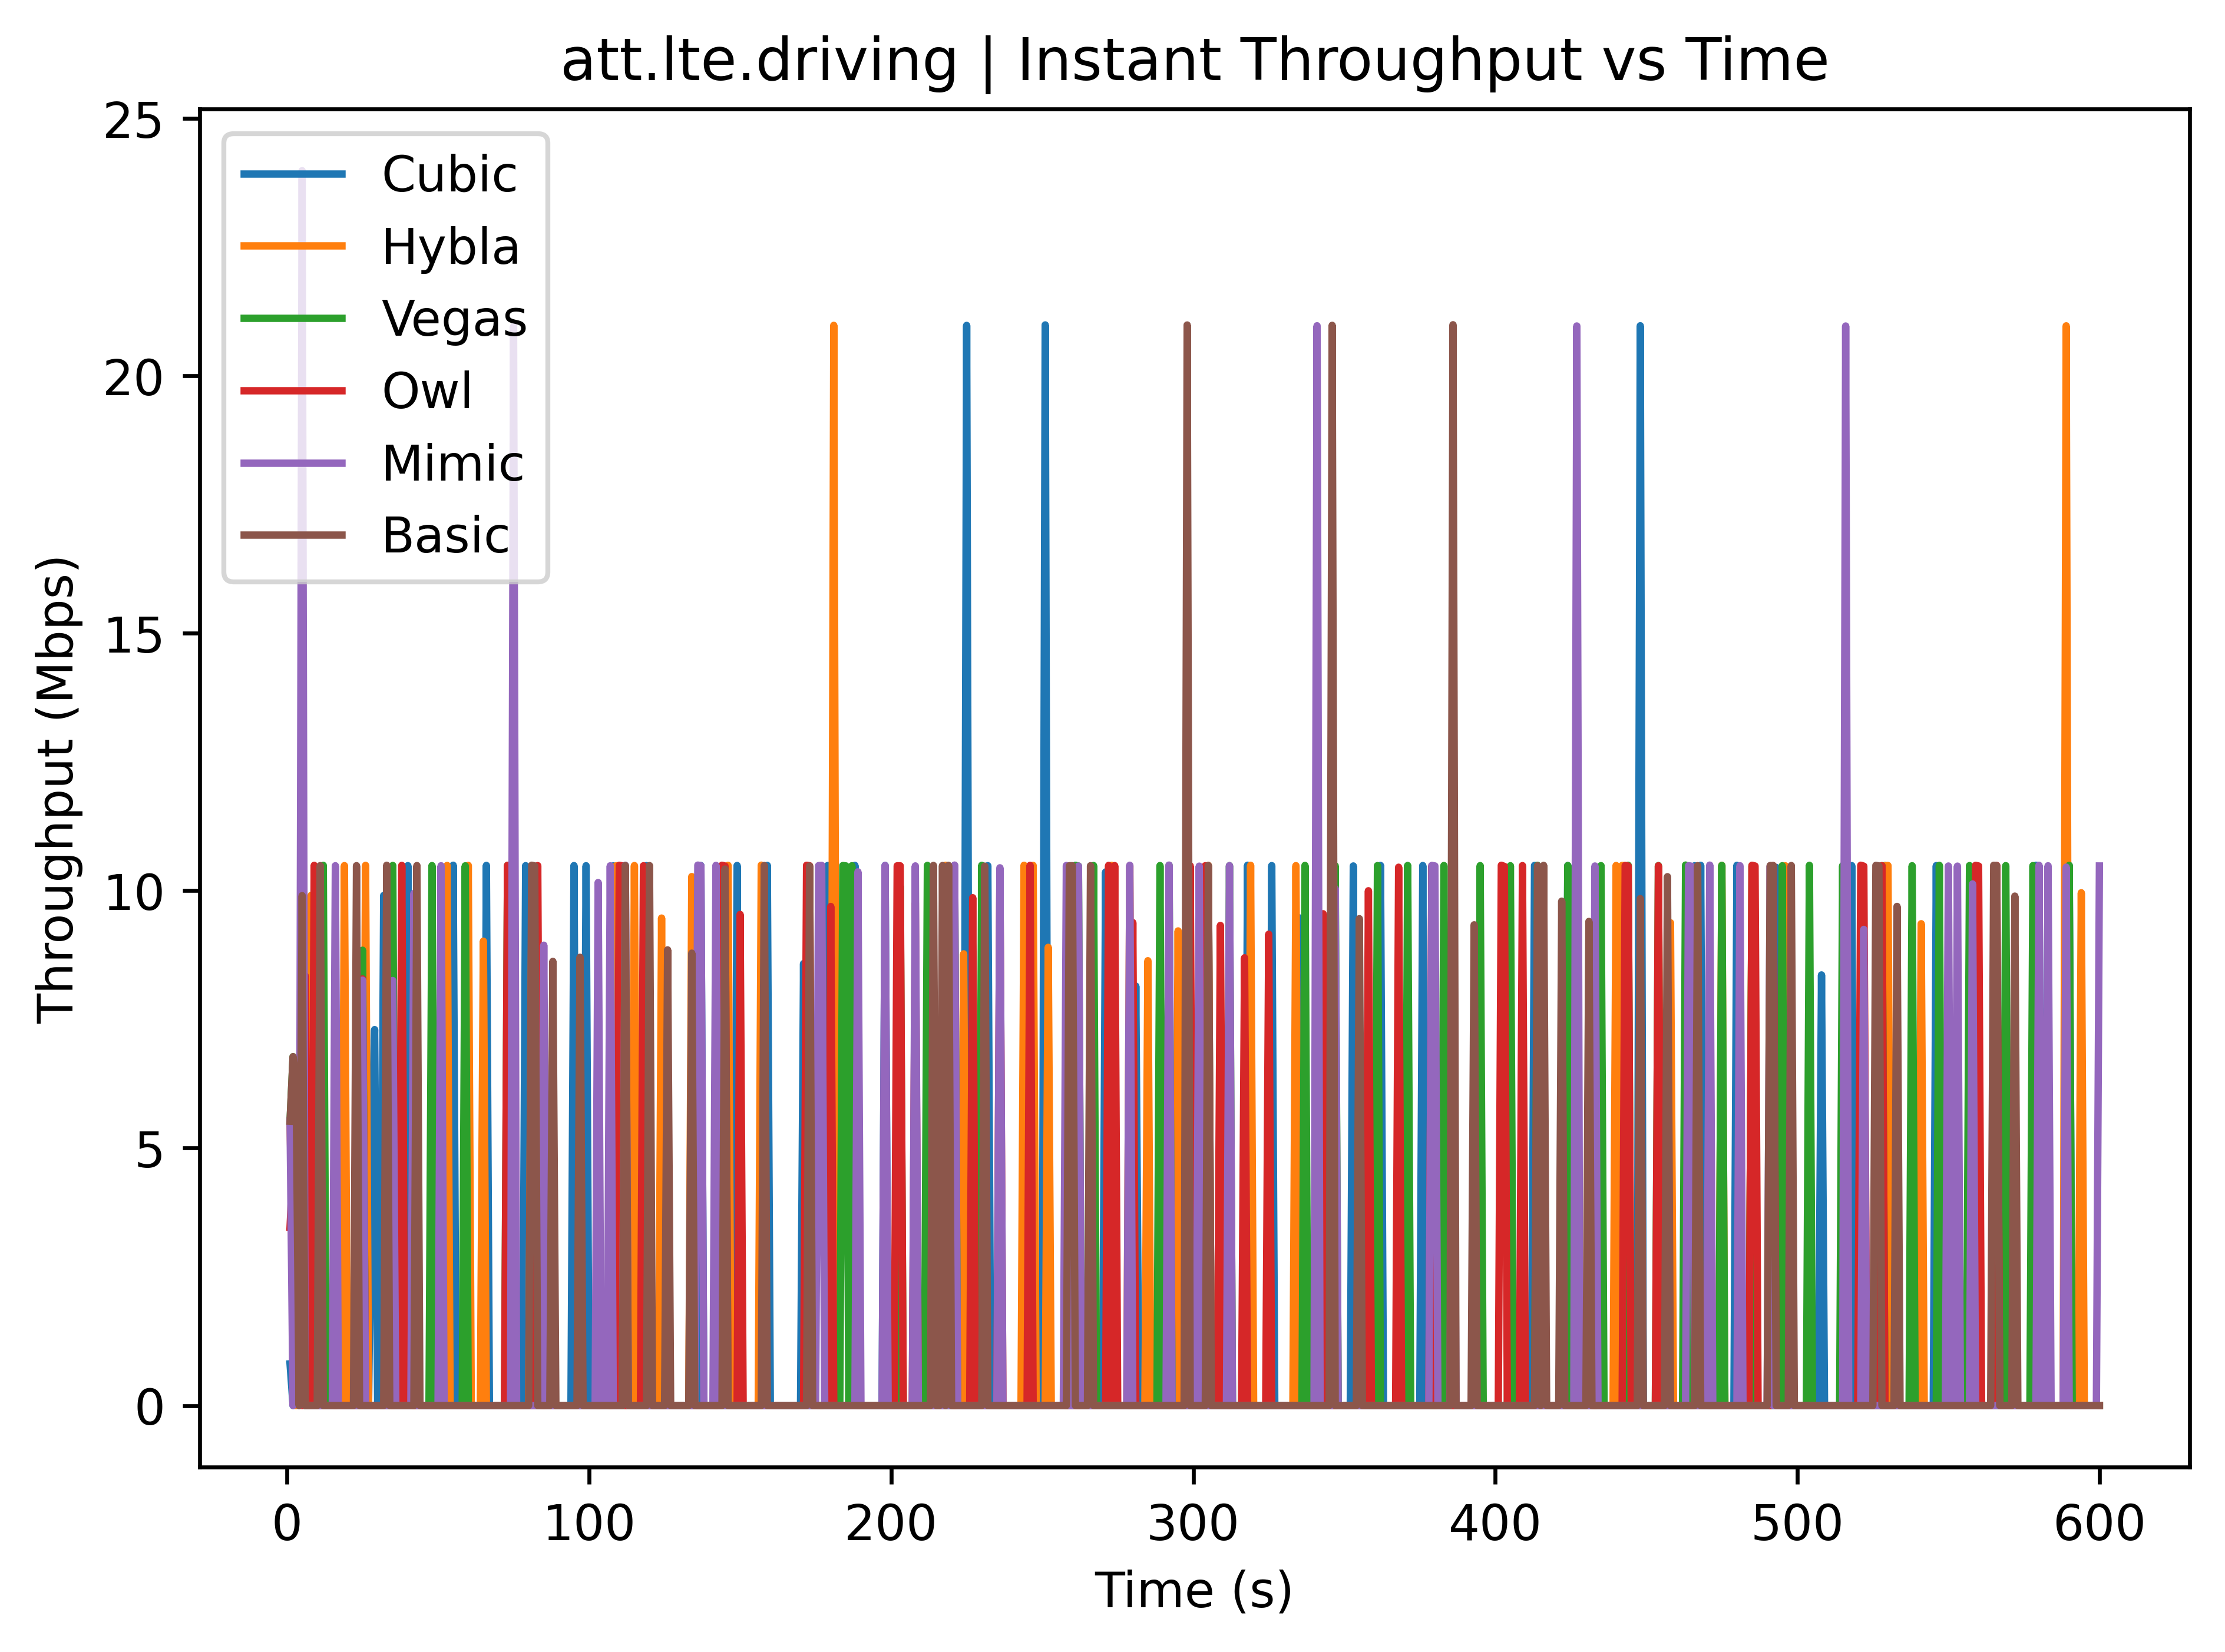 att.lte.driving | Instant Throughput vs Time
25
20
15
10
5
0
Throughput (Mbps)
Cubic
Hybla
Vegas
Owl
Mimic
Basic
0 100 200 300 400 500 600
Time (s)